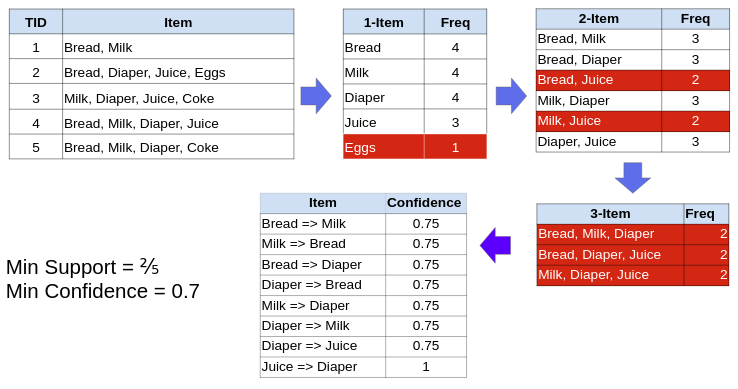 TID Item
1 Bread, Milk
2 Bread, Diaper, Juice, Eggs
3 Milk, Diaper, Juice, Coke
4 Bread, Milk, Diaper, Juice
5 Bread, Milk, Diaper, Coke
1-Item Freq
Bread 4
Milk 4
Diaper 4
Juice 3
Eggs 1
2-Item Freq
Bread, Milk 3
Bread, Diaper 3
Bread, Juice 2
Milk, Diaper 3
Milk, Juice 2
Diaper, Juice 3
3-Item Freq
Bread, Milk, Diaper 2
Bread, Diaper, Juice 2
Milk, Diaper, Juice 2
Item Confidence
Bread => Milk 0.75
Milk => Bread 0.75
Bread => Diaper 0.75
Diaper => Bread 0.75
Milk => Diaper 0.75
Diaper => Milk 0.75
Diaper => Juice 0.75
Juice => Diaper 1
Min Support = ⅖
Min Confidence = 0.7